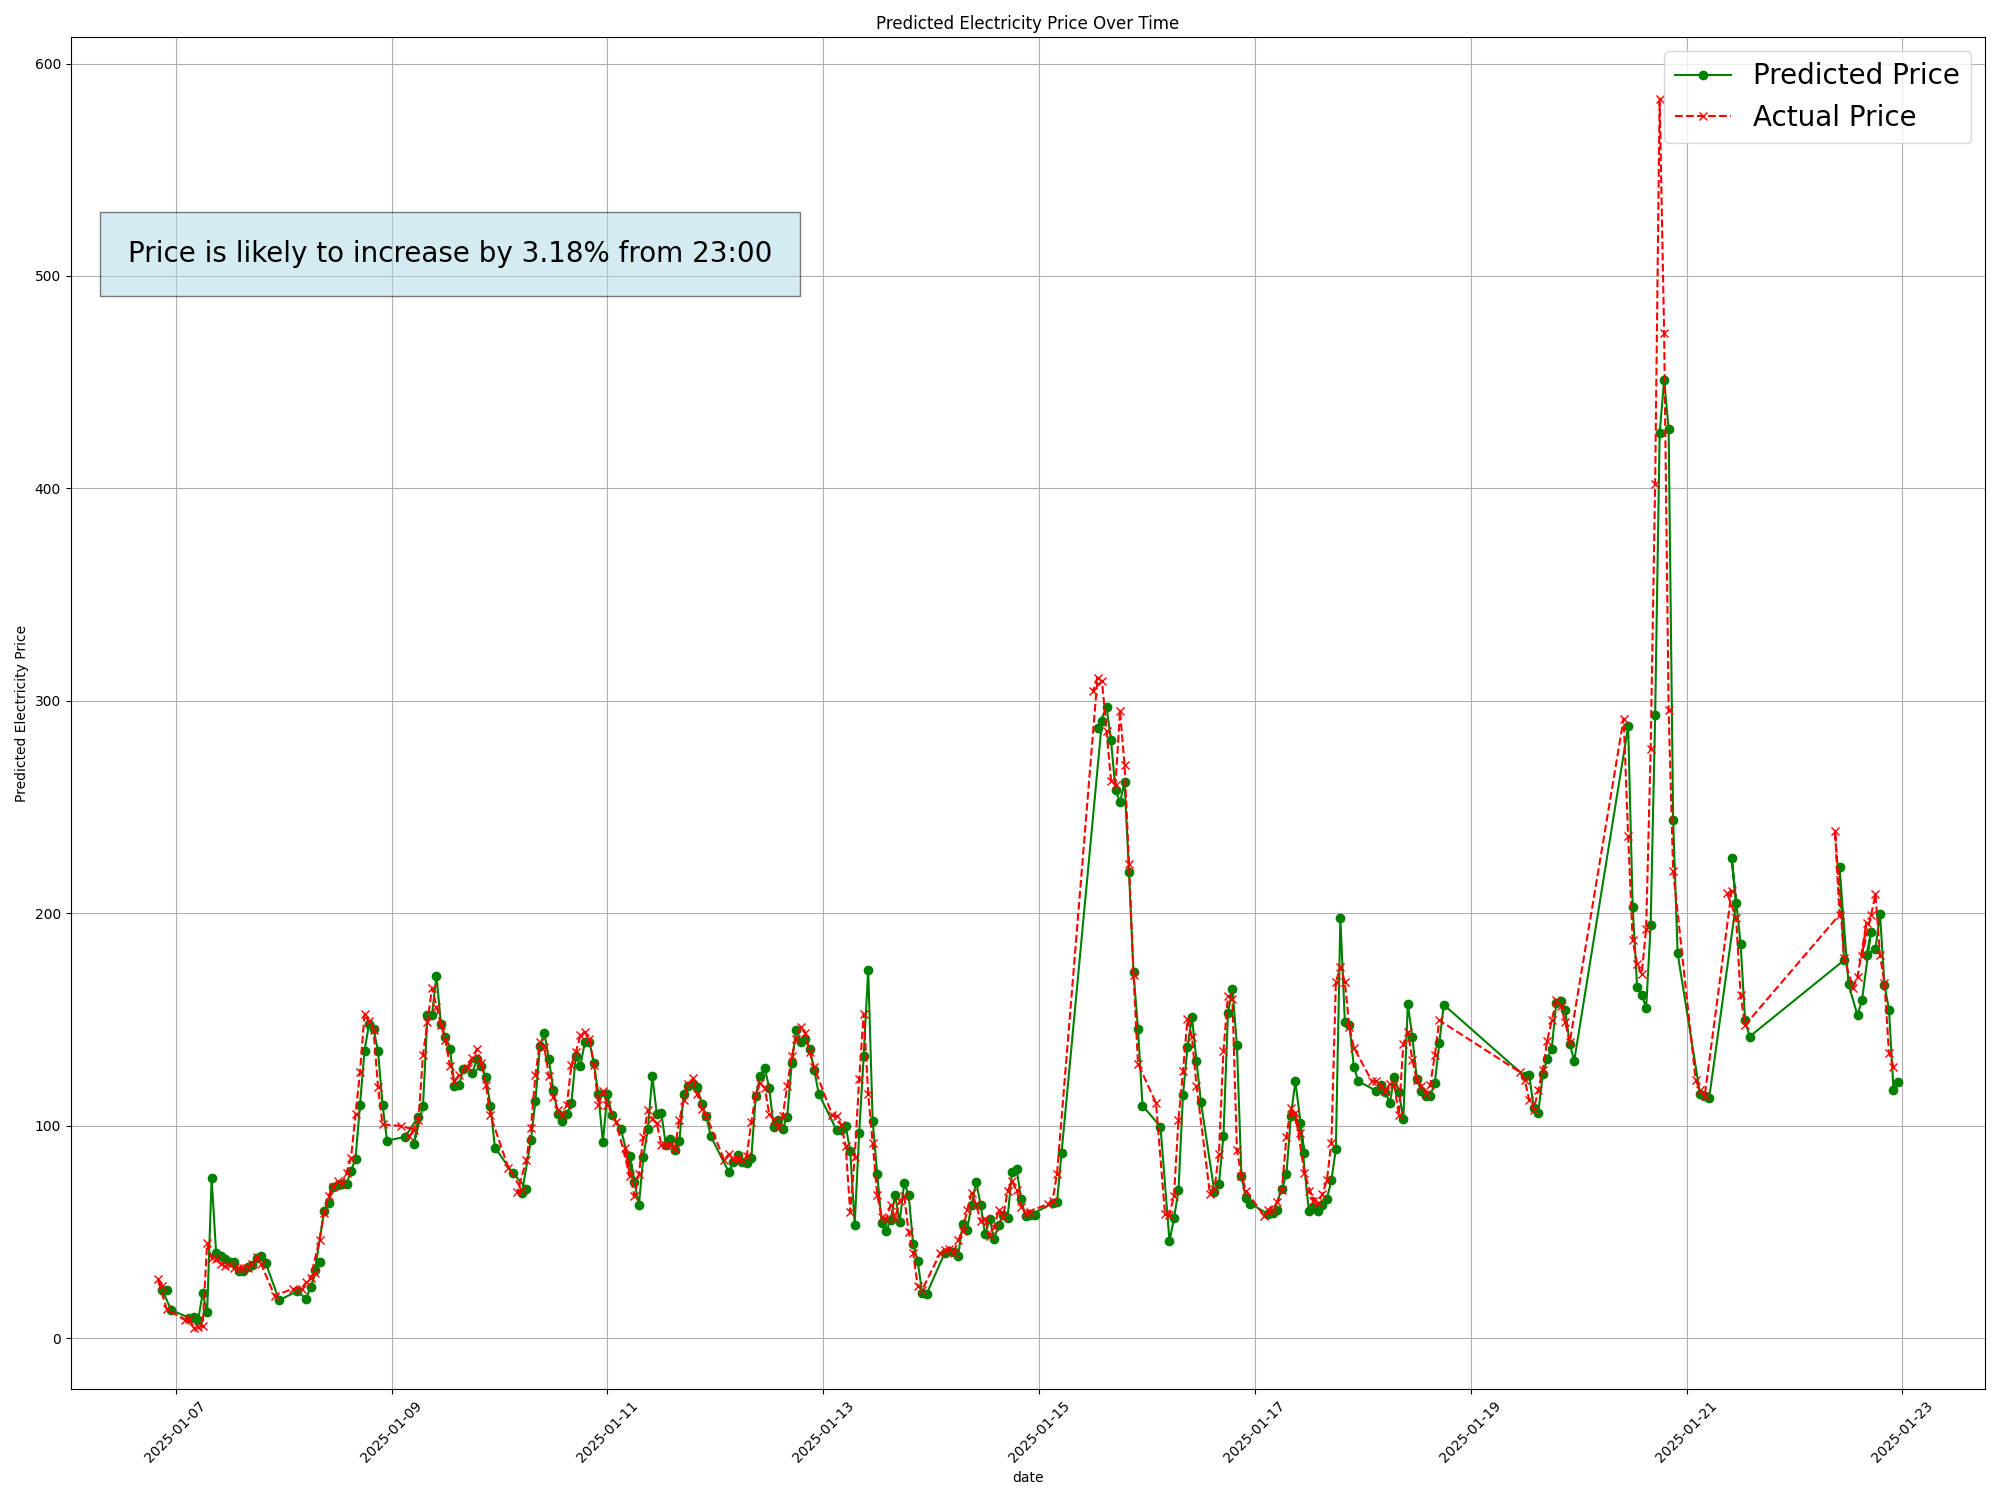 Predicted Electricity Price Over Time
Predicted Price
Actual Price
Price is likely to increase by 3.18% from 23:00
Predicted Electricity Price
600
500
400
300
200
100
0
2025-01-07
2025-01-09
2025-01-11
2025-01-13
2025-01-15
2025-01-17
2025-01-19
2025-01-21
2025-01-23
date